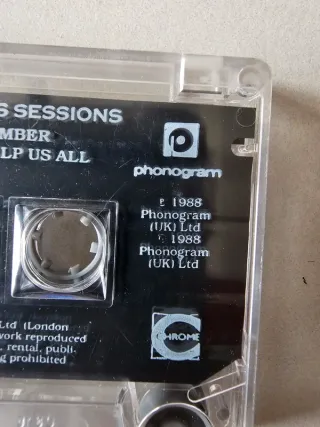 S SESSIONS
MBER
LP US ALL
P
phonogram
℗ 1988
Phonogram
(UK) Ltd
© 1988
Phonogram
(UK) Ltd
Ltd (London
work reproduced
, rental, publi-
g prohibited
CHROME